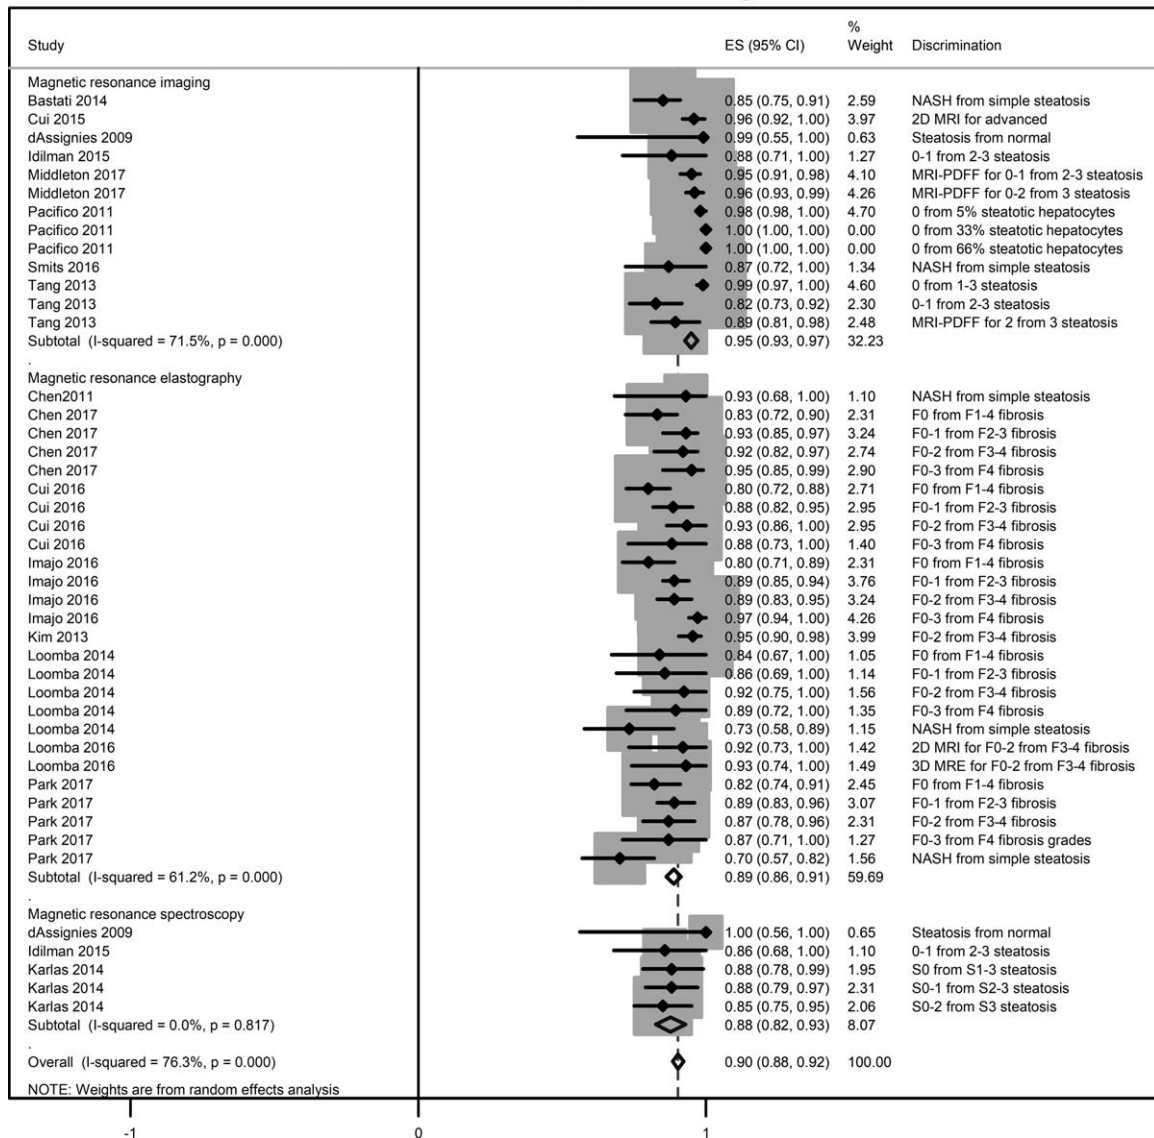 %
Study ES (95% CI) Weight Discrimination
Magnetic resonance imaging
Bastati 2014 0.85 (0.75, 0.91) 2.59 NASH from simple steatosis
Cui 2015 0.96 (0.92, 1.00) 3.97 2D MRI for advanced
dAssignies 2009 0.99 (0.55, 1.00) 0.63 Steatosis from normal
Idilman 2015 0.88 (0.71, 1.00) 1.27 0-1 from 2-3 steatosis
Middleton 2017 0.95 (0.91, 0.98) 4.10 MRI-PDFF for 0-1 from 2-3 steatosis
Middleton 2017 0.96 (0.93, 0.99) 4.26 MRI-PDFF for 0-2 from 3 steatosis
Pacifico 2011 0.98 (0.98, 1.00) 4.70 0 from 5% steatotic hepatocytes
Pacifico 2011 1.00 (1.00, 1.00) 0.00 0 from 33% steatotic hepatocytes
Pacifico 2011 1.00 (1.00, 1.00) 0.00 0 from 66% steatotic hepatocytes
Smits 2016 0.87 (0.72, 1.00) 1.34 NASH from simple steatosis
Tang 2013 0.99 (0.97, 1.00) 4.60 0 from 1-3 steatosis
Tang 2013 0.82 (0.73, 0.92) 2.30 0-1 from 2-3 steatosis
Tang 2013 0.89 (0.81, 0.98) 2.48 MRI-PDFF for 2 from 3 steatosis
Subtotal (I-squared = 71.5%, p = 0.000) 0.95 (0.93, 0.97) 32.23
.
Magnetic resonance elastography
Chen2011 0.93 (0.68, 1.00) 1.10 NASH from simple steatosis
Chen 2017 0.83 (0.72, 0.90) 2.31 F0 from F1-4 fibrosis
Chen 2017 0.93 (0.85, 0.97) 3.24 F0-1 from F2-3 fibrosis
Chen 2017 0.92 (0.82, 0.97) 2.74 F0-2 from F3-4 fibrosis
Chen 2017 0.95 (0.85, 0.99) 2.90 F0-3 from F4 fibrosis
Cui 2016 0.80 (0.72, 0.88) 2.71 F0 from F1-4 fibrosis
Cui 2016 0.88 (0.82, 0.95) 2.95 F0-1 from F2-3 fibrosis
Cui 2016 0.93 (0.86, 1.00) 2.95 F0-2 from F3-4 fibrosis
Cui 2016 0.88 (0.73, 1.00) 1.40 F0-3 from F4 fibrosis
Imajo 2016 0.80 (0.71, 0.89) 2.31 F0 from F1-4 fibrosis
Imajo 2016 0.89 (0.85, 0.94) 3.76 F0-1 from F2-3 fibrosis
Imajo 2016 0.89 (0.83, 0.95) 3.24 F0-2 from F3-4 fibrosis
Imajo 2016 0.97 (0.94, 1.00) 4.26 F0-3 from F4 fibrosis
Kim 2013 0.95 (0.90, 0.98) 3.99 F0-2 from F3-4 fibrosis
Loomba 2014 0.84 (0.67, 1.00) 1.05 F0 from F1-4 fibrosis
Loomba 2014 0.86 (0.69, 1.00) 1.14 F0-1 from F2-3 fibrosis
Loomba 2014 0.92 (0.75, 1.00) 1.56 F0-2 from F3-4 fibrosis
Loomba 2014 0.89 (0.72, 1.00) 1.35 F0-3 from F4 fibrosis
Loomba 2014 0.73 (0.58, 0.89) 1.15 NASH from simple steatosis
Loomba 2016 0.92 (0.73, 1.00) 1.42 2D MRI for F0-2 from F3-4 fibrosis
Loomba 2016 0.93 (0.74, 1.00) 1.49 3D MRE for F0-2 from F3-4 fibrosis
Park 2017 0.82 (0.74, 0.91) 2.45 F0 from F1-4 fibrosis
Park 2017 0.89 (0.83, 0.96) 3.07 F0-1 from F2-3 fibrosis
Park 2017 0.87 (0.78, 0.96) 2.31 F0-2 from F3-4 fibrosis
Park 2017 0.87 (0.71, 1.00) 1.27 F0-3 from F4 fibrosis grades
Park 2017 0.70 (0.57, 0.82) 1.56 NASH from simple steatosis
Subtotal (I-squared = 61.2%, p = 0.000) 0.89 (0.86, 0.91) 59.69
.
Magnetic resonance spectroscopy
dAssignies 2009 1.00 (0.56, 1.00) 0.65 Steatosis from normal
Idilman 2015 0.86 (0.68, 1.00) 1.10 0-1 from 2-3 steatosis
Karlas 2014 0.88 (0.78, 0.99) 1.95 S0 from S1-3 steatosis
Karlas 2014 0.88 (0.79, 0.97) 2.31 S0-1 from S2-3 steatosis
Karlas 2014 0.85 (0.75, 0.95) 2.06 S0-2 from S3 steatosis
Subtotal (I-squared = 0.0%, p = 0.817) 0.88 (0.82, 0.93) 8.07
.
Overall (I-squared = 76.3%, p = 0.000) 0.90 (0.88, 0.92) 100.00
NOTE: Weights are from random effects analysis
-1 0 1